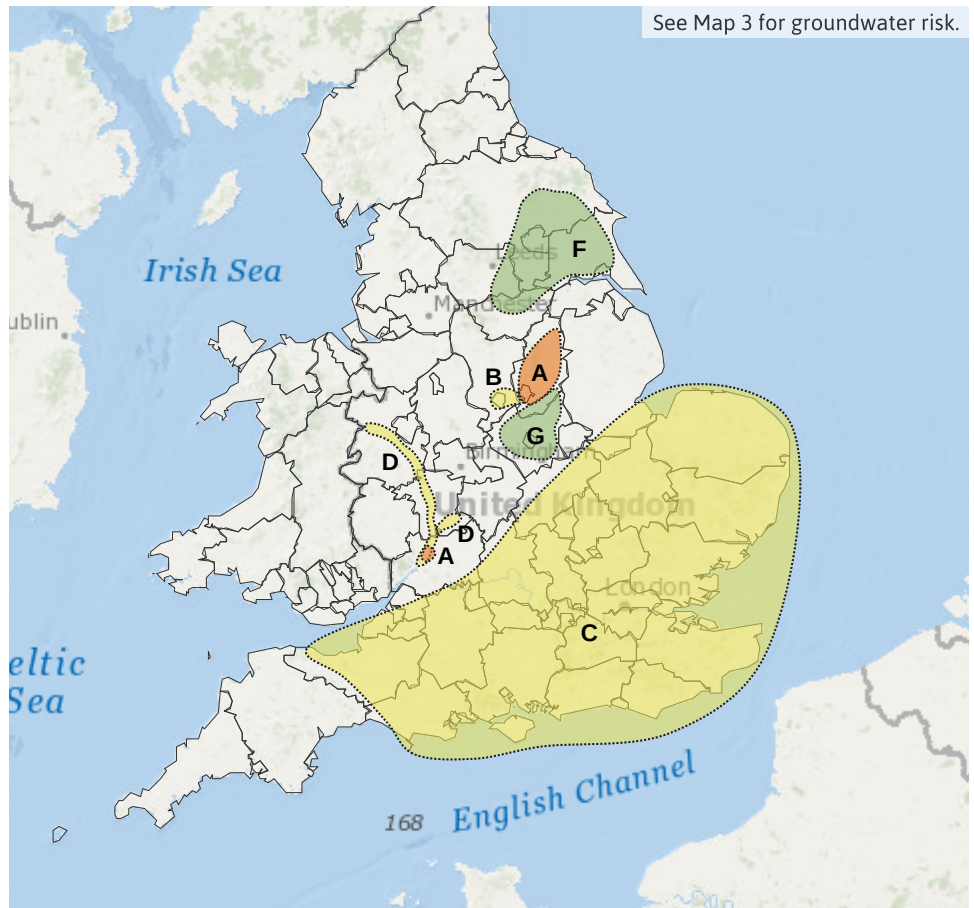 See Map 3 for groundwater risk.
F
Leeds
Irish Sea
Manchester
ublin
B
A
G
Birmingham
D
United Kingdom
D
A
London
C
eltic
Sea
English Channel
168